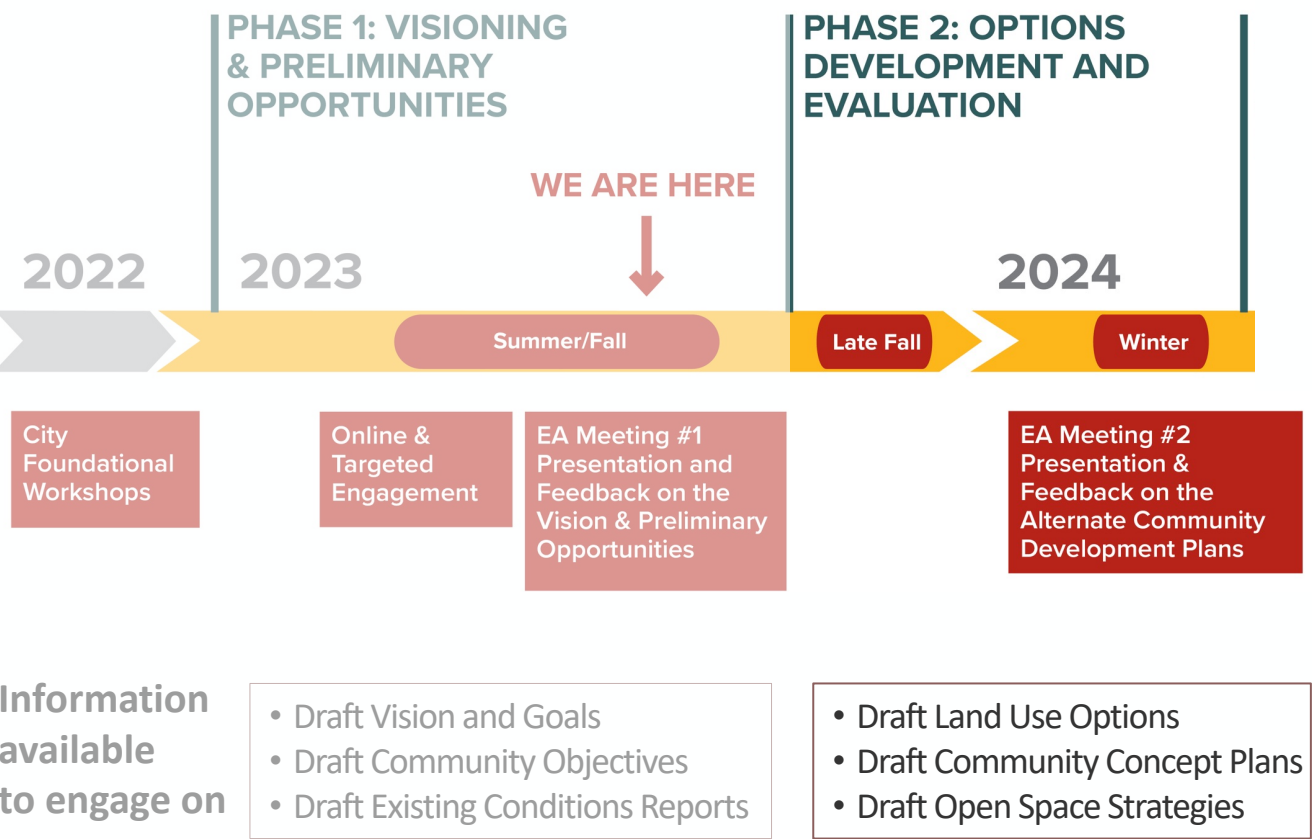 PHASE 1: VISIONING
& PRELIMINARY
OPPORTUNITIES
PHASE 2: OPTIONS
DEVELOPMENT AND
EVALUATION
WE ARE HERE
2022
2023
2024
Summer/Fall
Late Fall
Winter
City
Foundational
Workshops
Online &
Targeted
Engagement
EA Meeting #1
Presentation and
Feedback on the
Vision & Preliminary
Opportunities
EA Meeting #2
Presentation &
Feedback on the
Alternate Community
Development Plans
Information
available
to engage on
• Draft Vision and Goals
• Draft Community Objectives
• Draft Existing Conditions Reports
• Draft Land Use Options
• Draft Community Concept Plans
• Draft Open Space Strategies